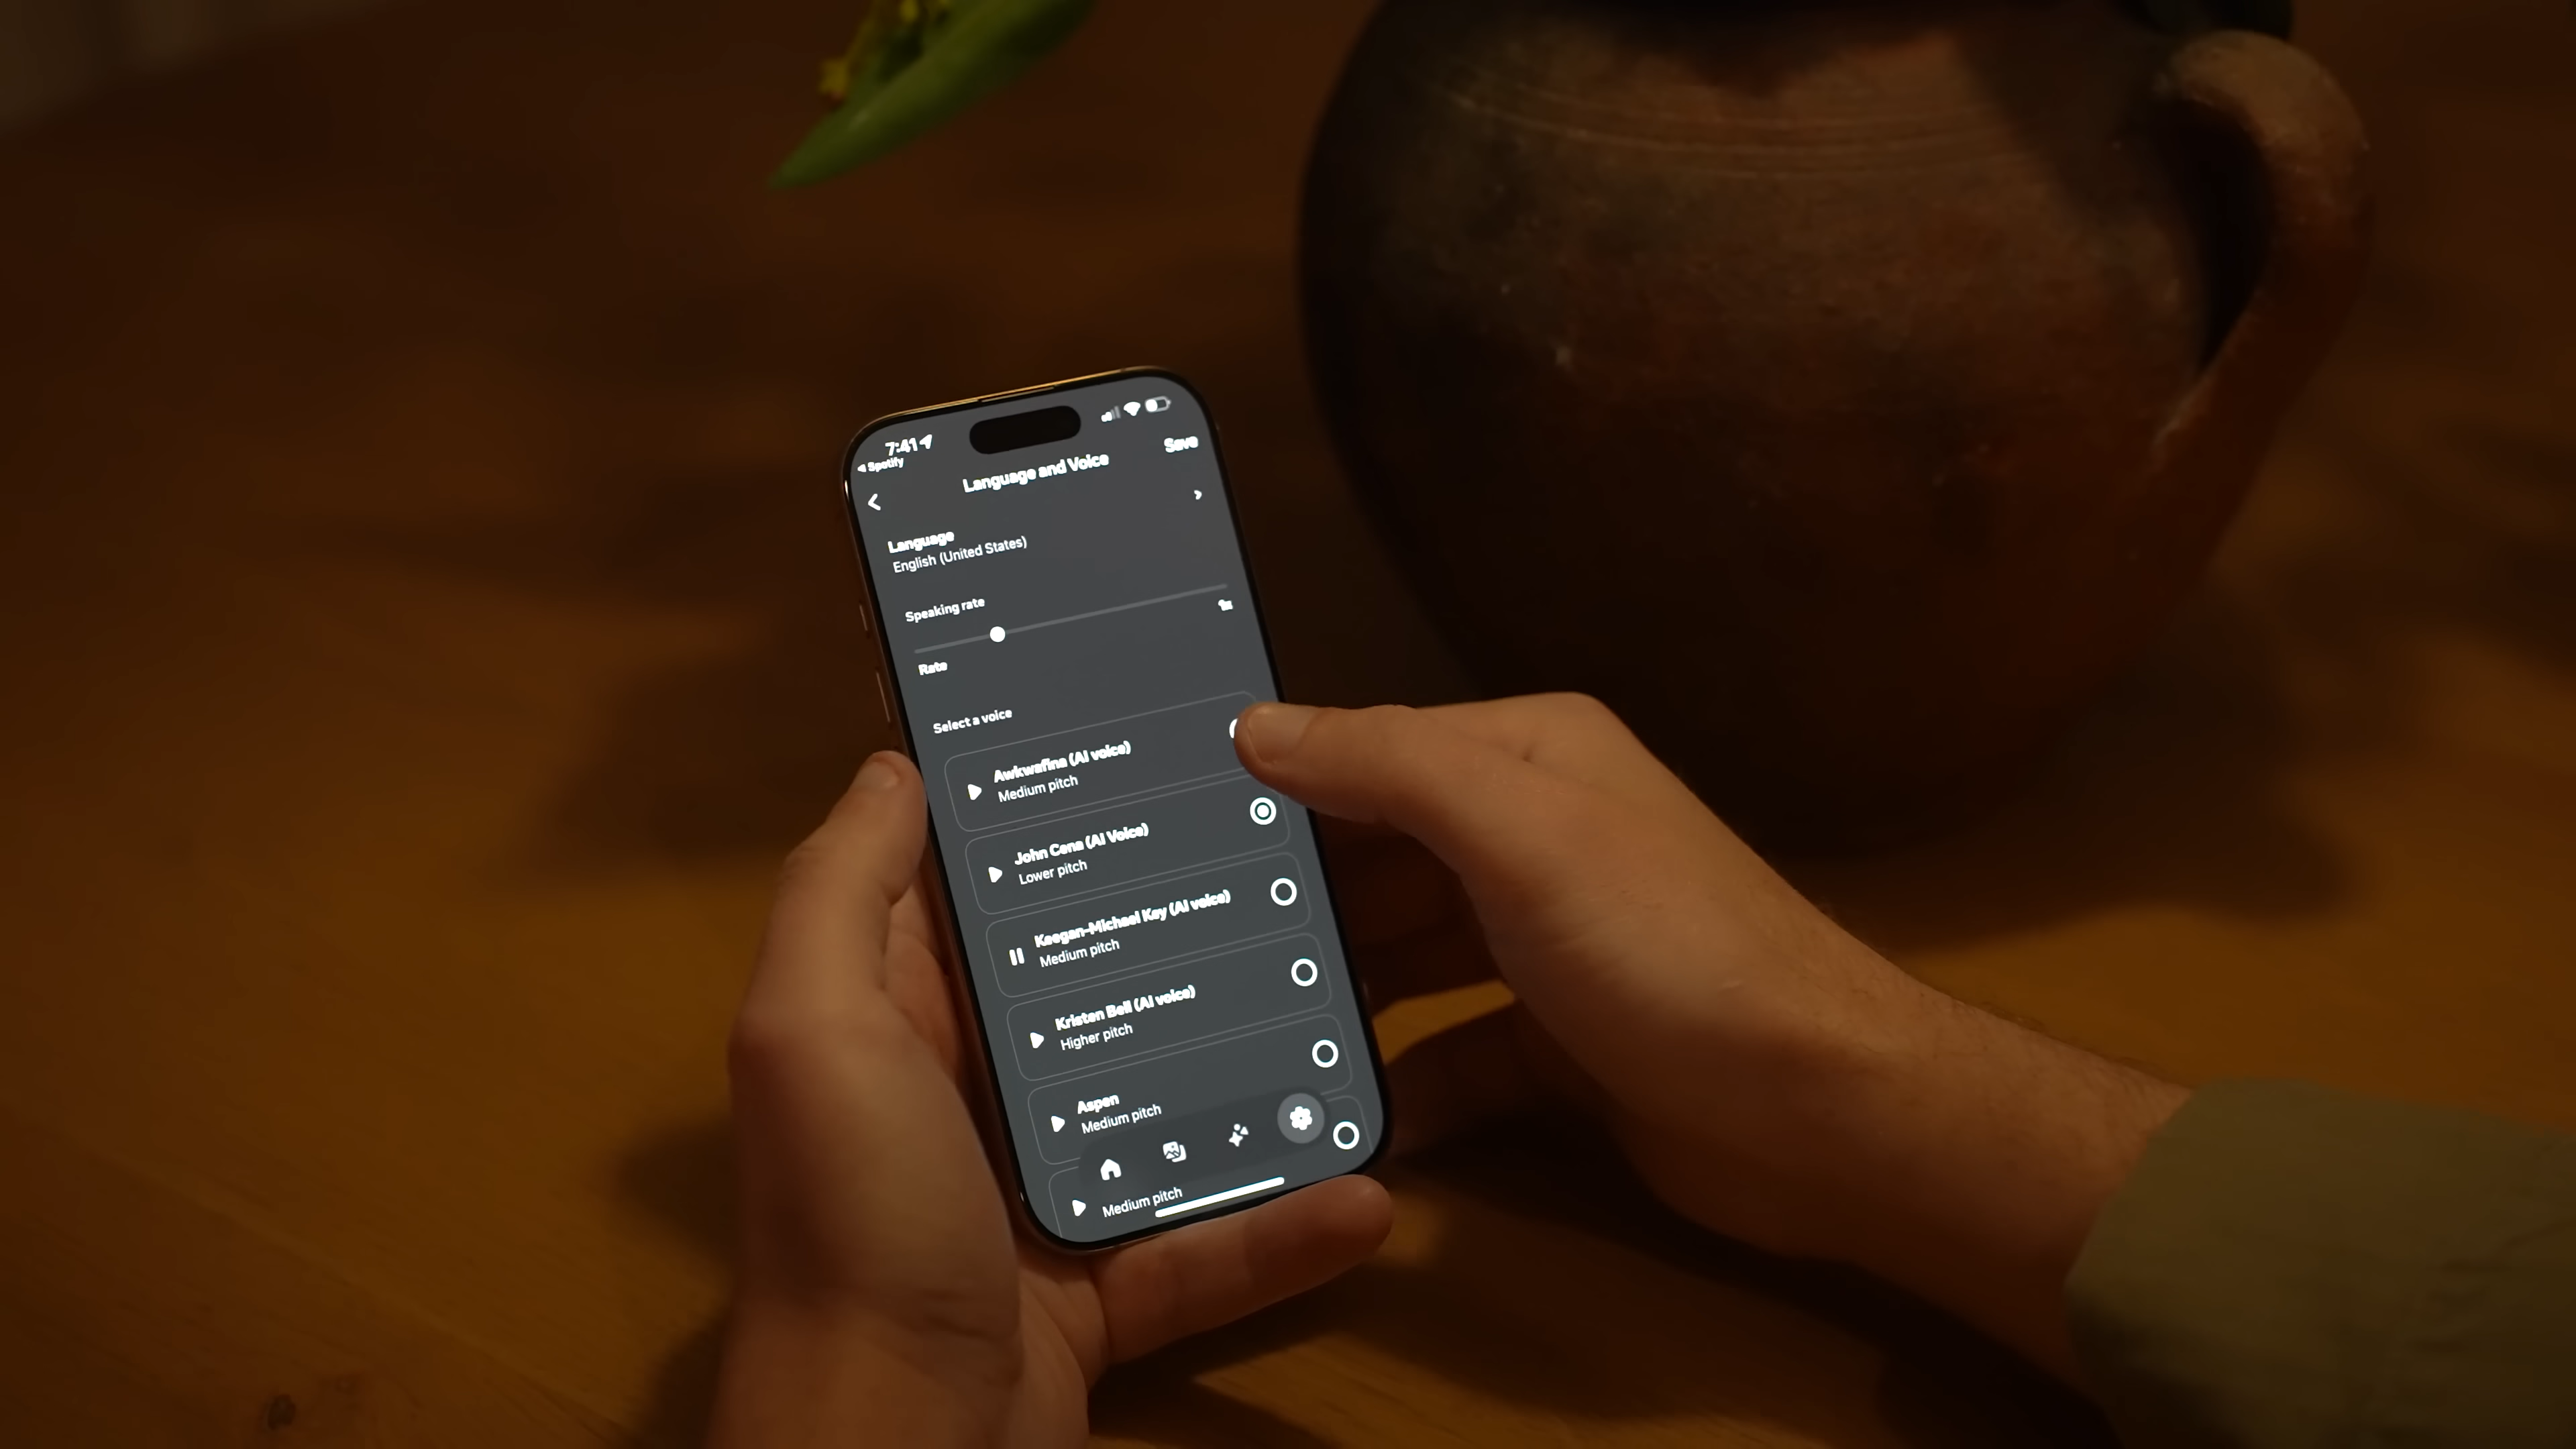 7:41
Spotify
Save
Language and Voice
Language
English (United States)
Speaking rate
1x
Rate
Select a voice
Awkwafina (AI voice)
Medium pitch
John Cena (AI Voice)
Lower pitch
Keegan-Michael Key (AI voice)
Medium pitch
Kristen Bell (AI voice)
Higher pitch
Aspen
Medium pitch
Medium pitch